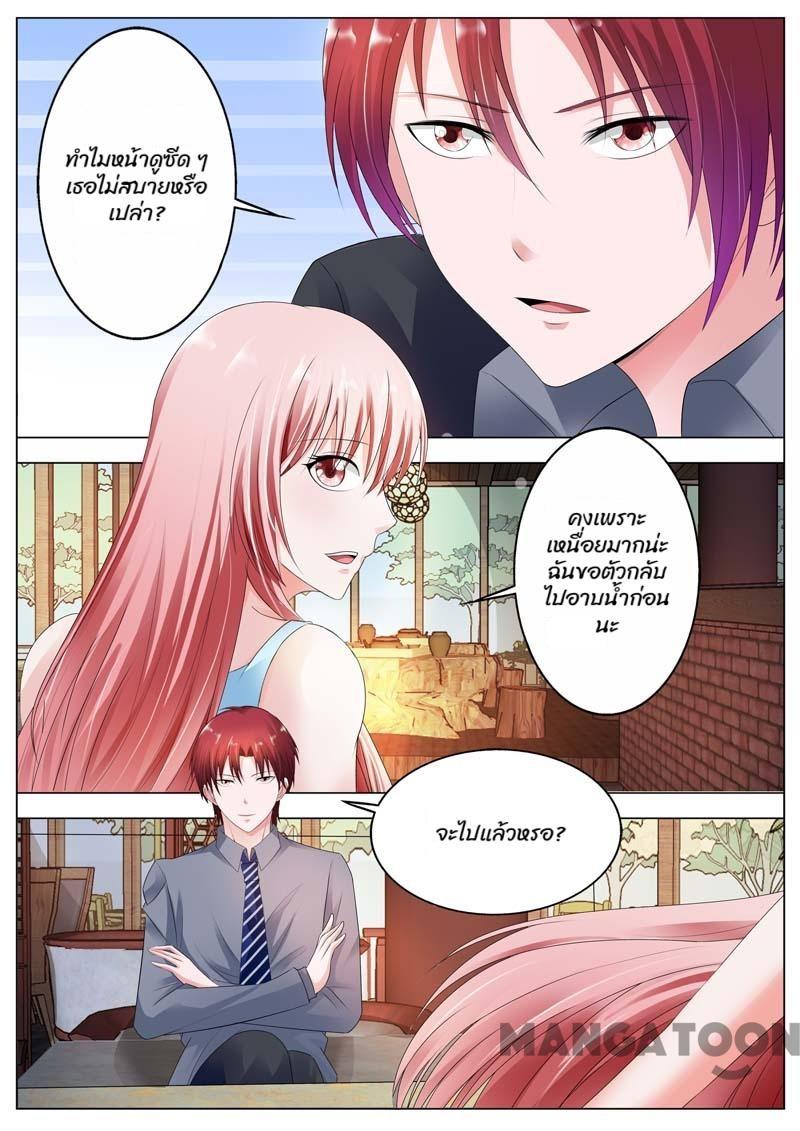 ทำไมหน้าดูซีด ๆ
เธอไม่สบายหรือ
เปล่า?
คงเพราะ
เหนื่อยมากน่ะ
ฉันขอตัวกลับ
ไปอาบน้ำก่อน
นะ
จะไปแล้วหรอ?
MANGATOON